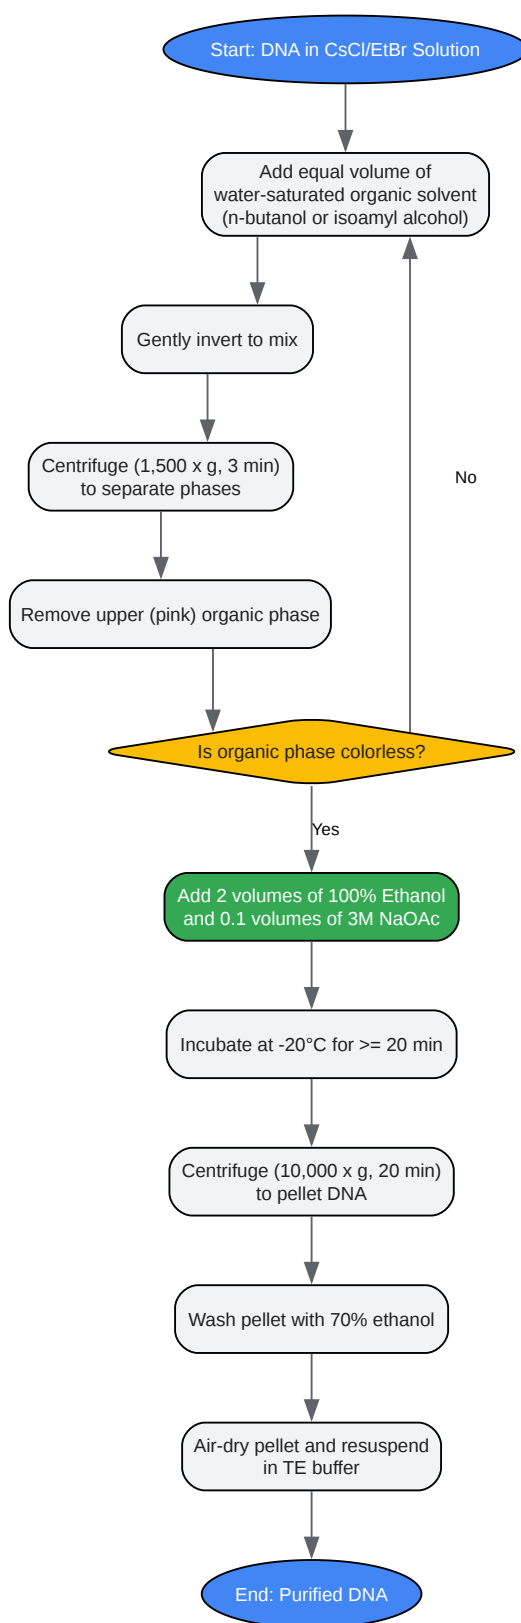 Start: DNA in CsCl/EtBr Solution
Add equal volume of
water-saturated organic solvent
(n-butanol or isoamyl alcohol)
Gently invert to mix
Centrifuge (1,500 x g, 3 min)
to separate phases
No
Remove upper (pink) organic phase
Is organic phase colorless?
Yes
Add 2 volumes of 100% Ethanol
and 0.1 volumes of 3M NaOAc
Incubate at -20°C for >= 20 min
Centrifuge (10,000 x g, 20 min)
to pellet DNA
Wash pellet with 70% ethanol
Air-dry pellet and resuspend
in TE buffer
End: Purified DNA